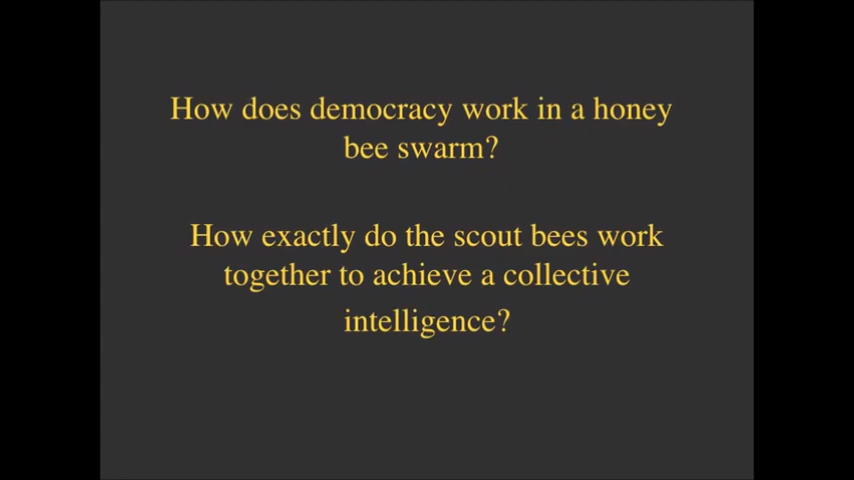 How does democracy work in a honey
bee swarm?
How exactly do the scout bees work
together to achieve a collective
intelligence?